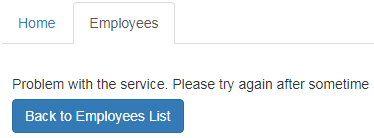 Home Employees
Problem with the service. Please try again after sometime
Back to Employees List